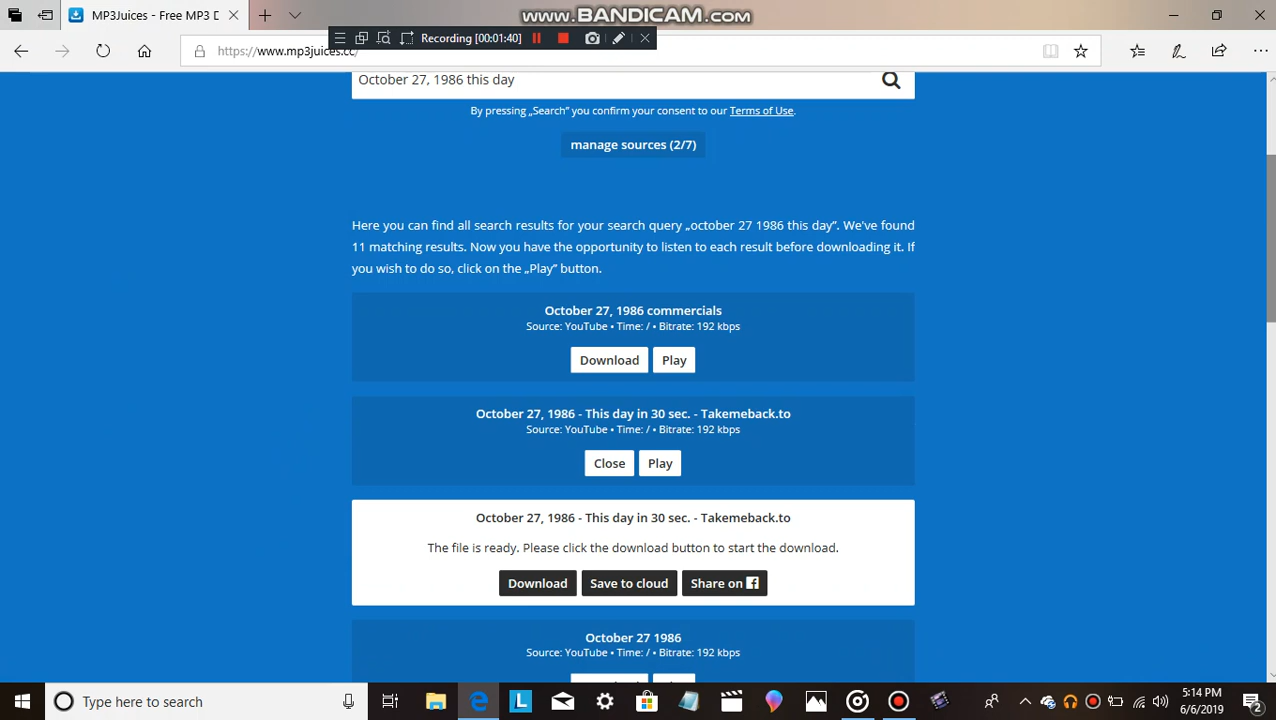 www.BANDICAM.com
MP3Juices - Free MP3 D
Recording [00:01:40]
https://www.mp3juices.cc/
October 27, 1986 this day
By pressing „Search" you confirm your consent to our Terms of Use.
manage sources (2/7)
Here you can find all search results for your search query „october 27 1986 this day". We've found
11 matching results. Now you have the opportunity to listen to each result before downloading it. If
you wish to do so, click on the „Play" button.
October 27, 1986 commercials
Source: YouTube • Time: / • Bitrate: 192 kbps
Download Play
October 27, 1986 - This day in 30 sec. - Takemeback.to
Source: YouTube • Time: / • Bitrate: 192 kbps
Close Play
October 27, 1986 - This day in 30 sec. - Takemeback.to
The file is ready. Please click the download button to start the download.
Download Save to cloud Share on
October 27 1986
Source: YouTube • Time: / • Bitrate: 192 kbps
Type here to search
:14 PM
6/6/2019
2